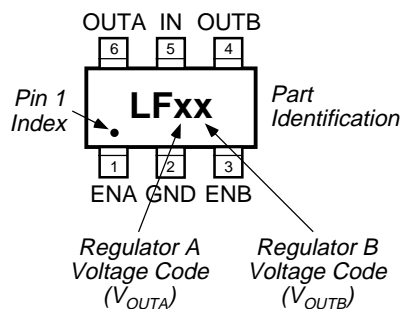 OUTA IN OUTB
6 5 4
Pin 1
Index
LFxx
Part
Identification
1 2 3
ENA GND ENB
Regulator A
Voltage Code
(VOUTA)
Regulator B
Voltage Code
(VOUTB)